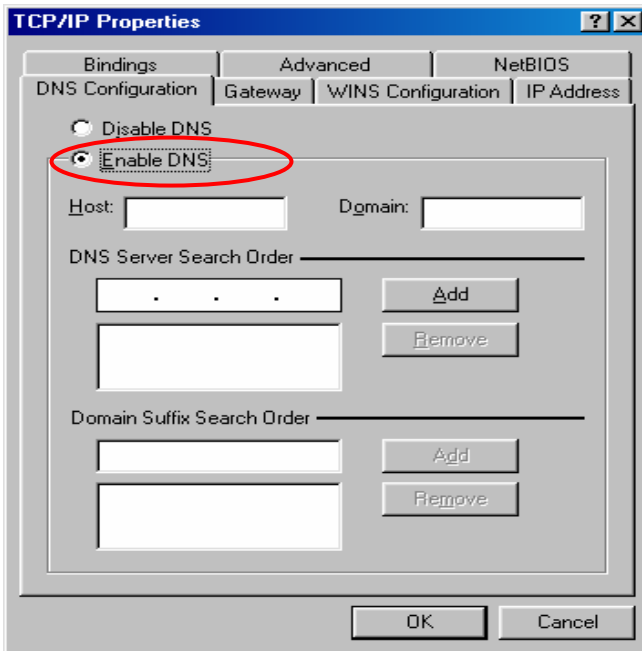 TCP/IP Properties
Bindings Advanced NetBIOS
DNS Configuration Gateway WINS Configuration IP Address
Disable DNS
Enable DNS
Host: Domain:
DNS Server Search Order
. . . Add
Remove
Domain Suffix Search Order
Add
Remove
OK Cancel